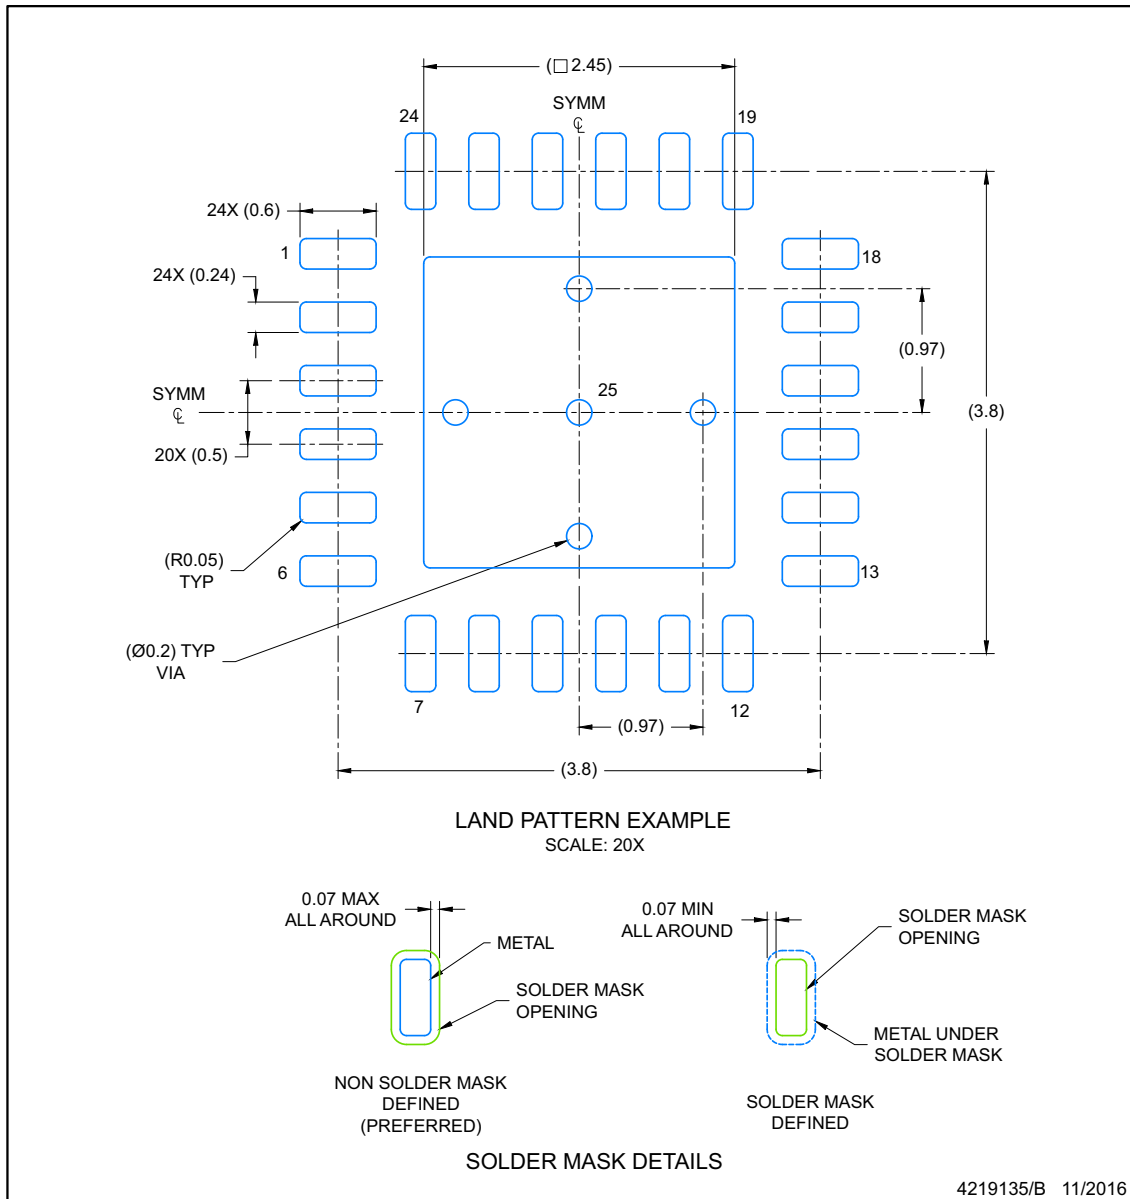 (□2.45)
SYMM
℄
24
19
24X (0.6)
1
18
24X (0.24)
(0.97)
SYMM
℄
25
(3.8)
20X (0.5)
(R0.05)
TYP
6
13
(Ø0.2) TYP
VIA
7
12
(0.97)
(3.8)
LAND PATTERN EXAMPLE
SCALE: 20X
0.07 MAX
ALL AROUND
METAL
SOLDER MASK
OPENING
NON SOLDER MASK
DEFINED
(PREFERRED)
0.07 MIN
ALL AROUND
SOLDER MASK
OPENING
METAL UNDER
SOLDER MASK
SOLDER MASK
DEFINED
SOLDER MASK DETAILS
4219135/B 11/2016